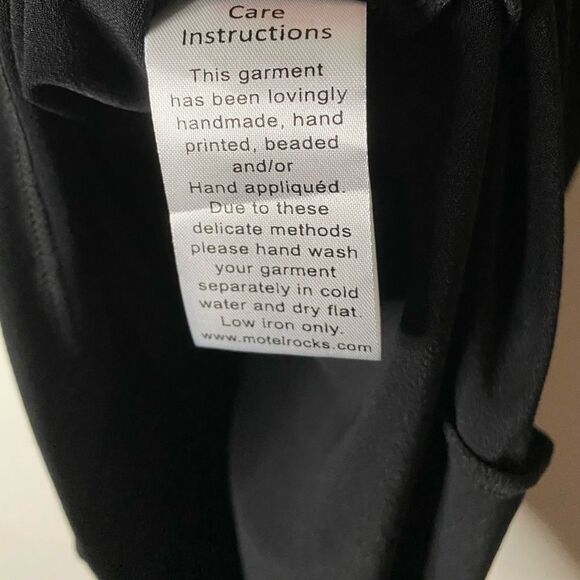 Care
Instructions
This garment
has been lovingly
handmade, hand
printed, beaded
and/or
Hand appliquéd.
Due to these
delicate methods
please hand wash
your garment
separately in cold
water and dry flat.
Low iron only.
www.motelrocks.com